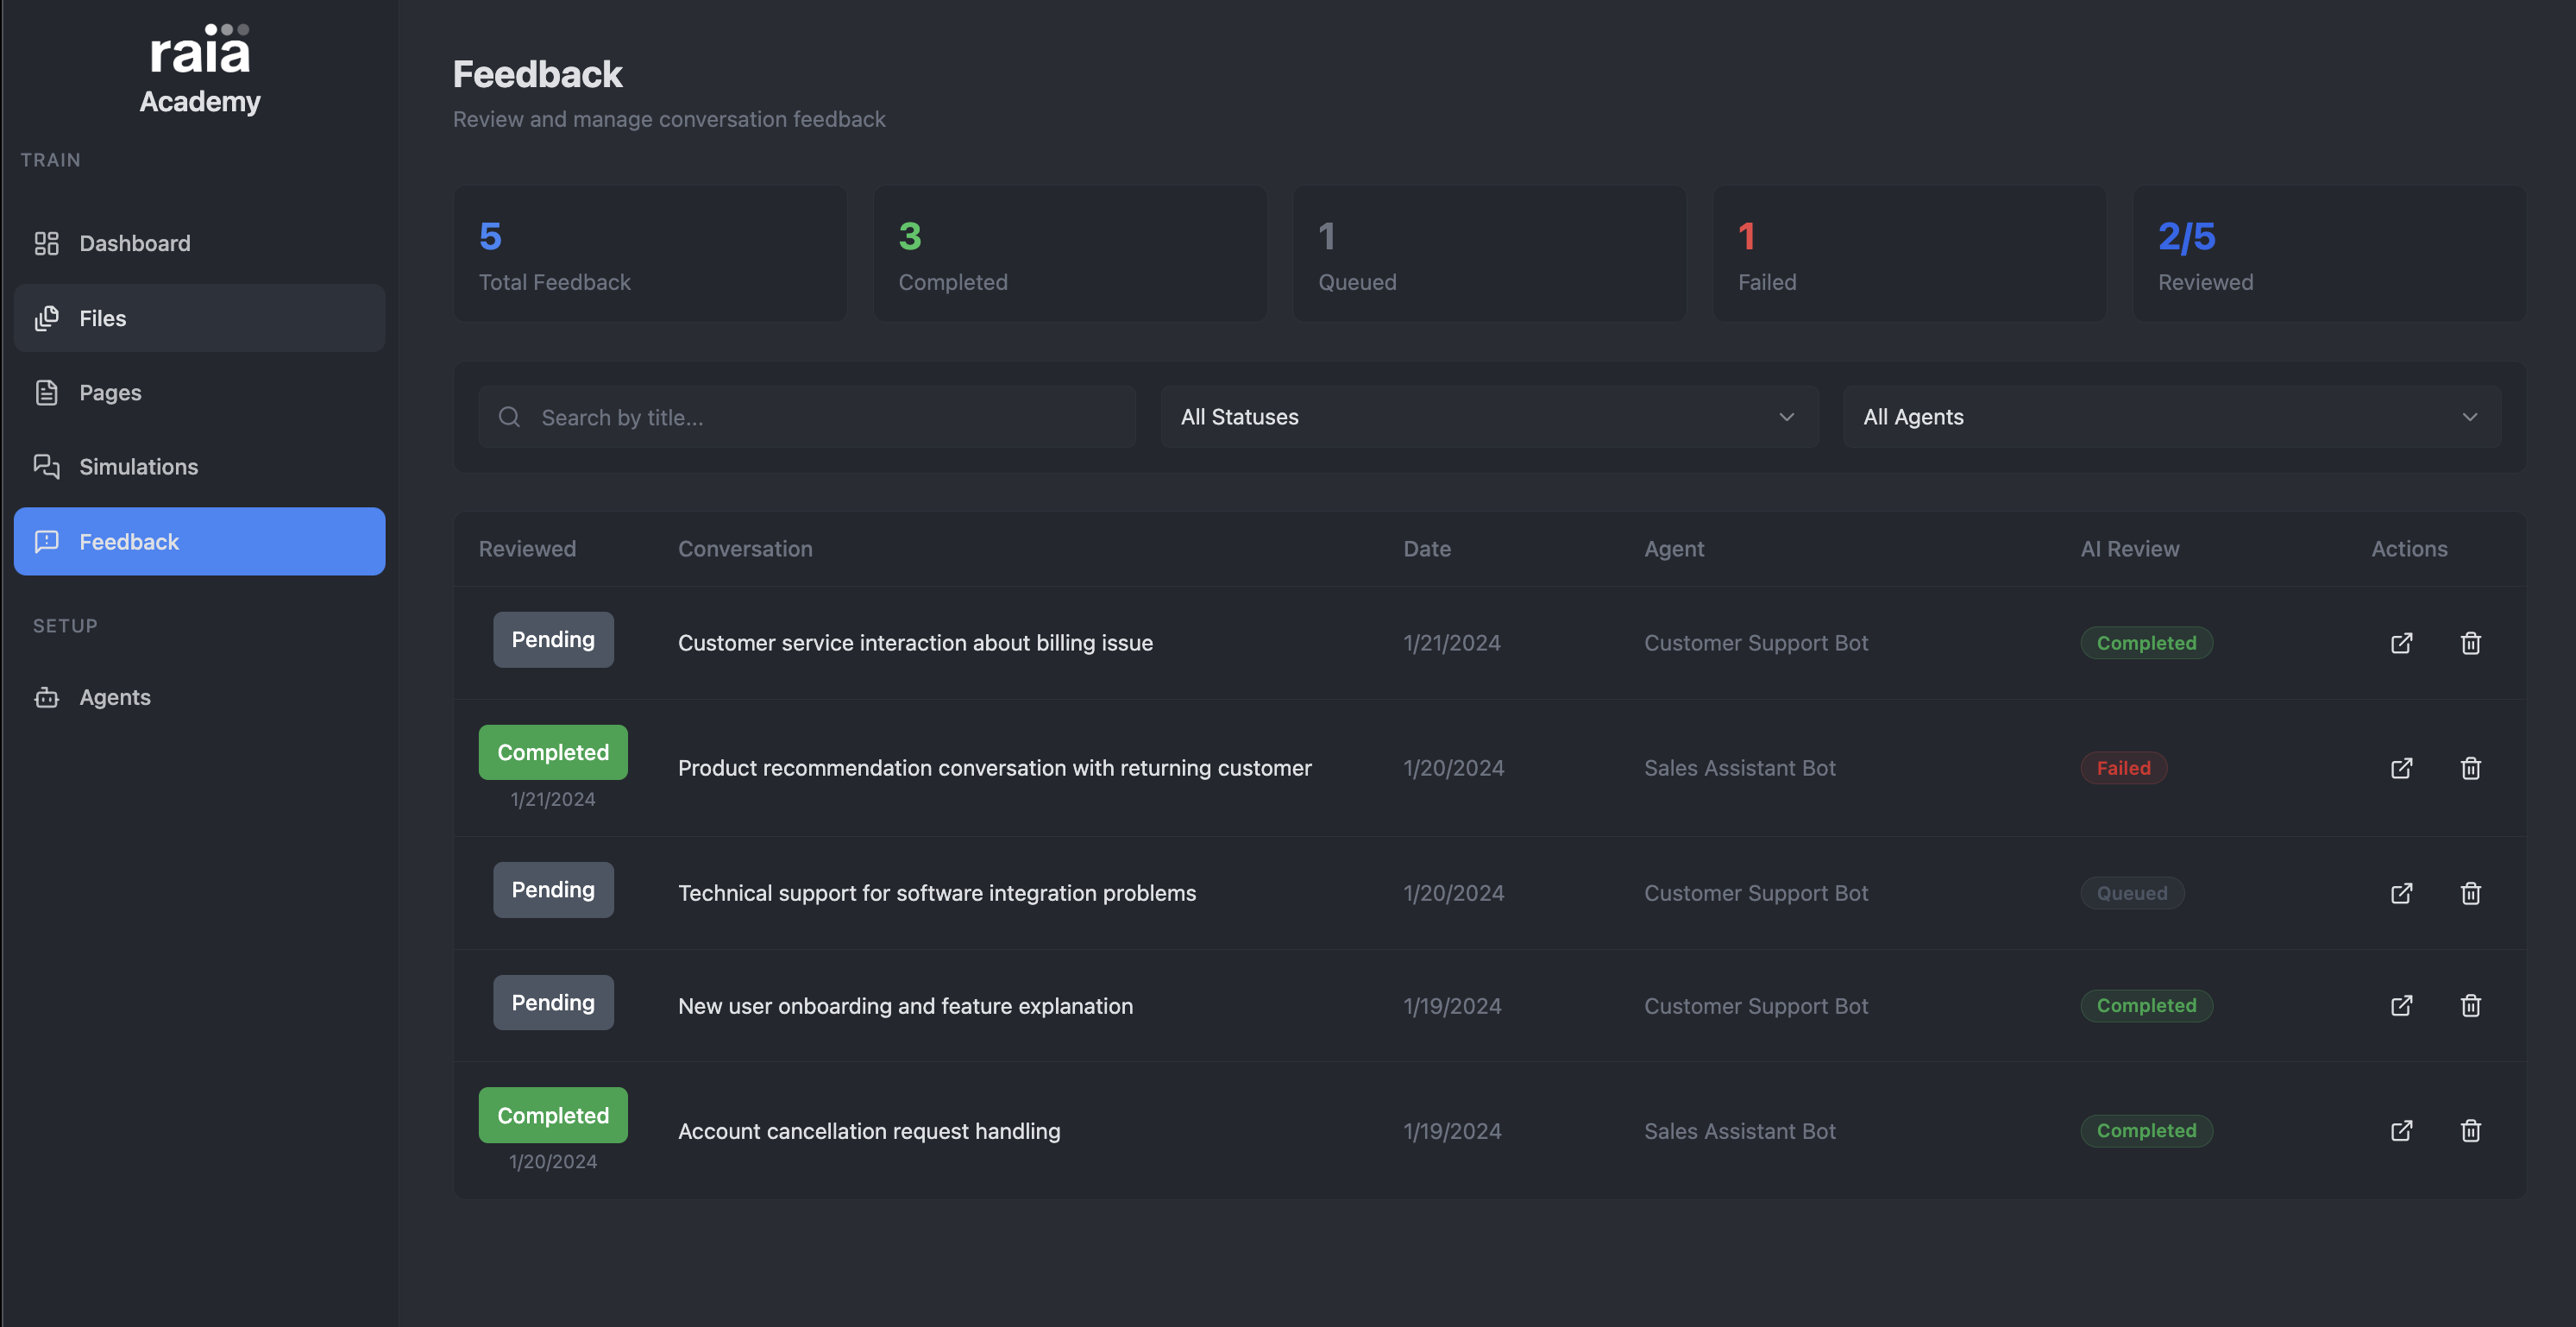 raia
Academy
TRAIN
Dashboard
Files
Pages
Simulations
Feedback
SETUP
Agents
Feedback
Review and manage conversation feedback
5
Total Feedback
3
Completed
1
Queued
1
Failed
2/5
Reviewed
Search by title...
All Statuses
All Agents
Reviewed Conversation Date Agent AI Review Actions
Pending Customer service interaction about billing issue 1/21/2024 Customer Support Bot Completed
Completed Product recommendation conversation with returning customer 1/20/2024 Sales Assistant Bot Failed
1/21/2024
Pending Technical support for software integration problems 1/20/2024 Customer Support Bot Queued
Pending New user onboarding and feature explanation 1/19/2024 Customer Support Bot Completed
Completed Account cancellation request handling 1/19/2024 Sales Assistant Bot Completed
1/20/2024